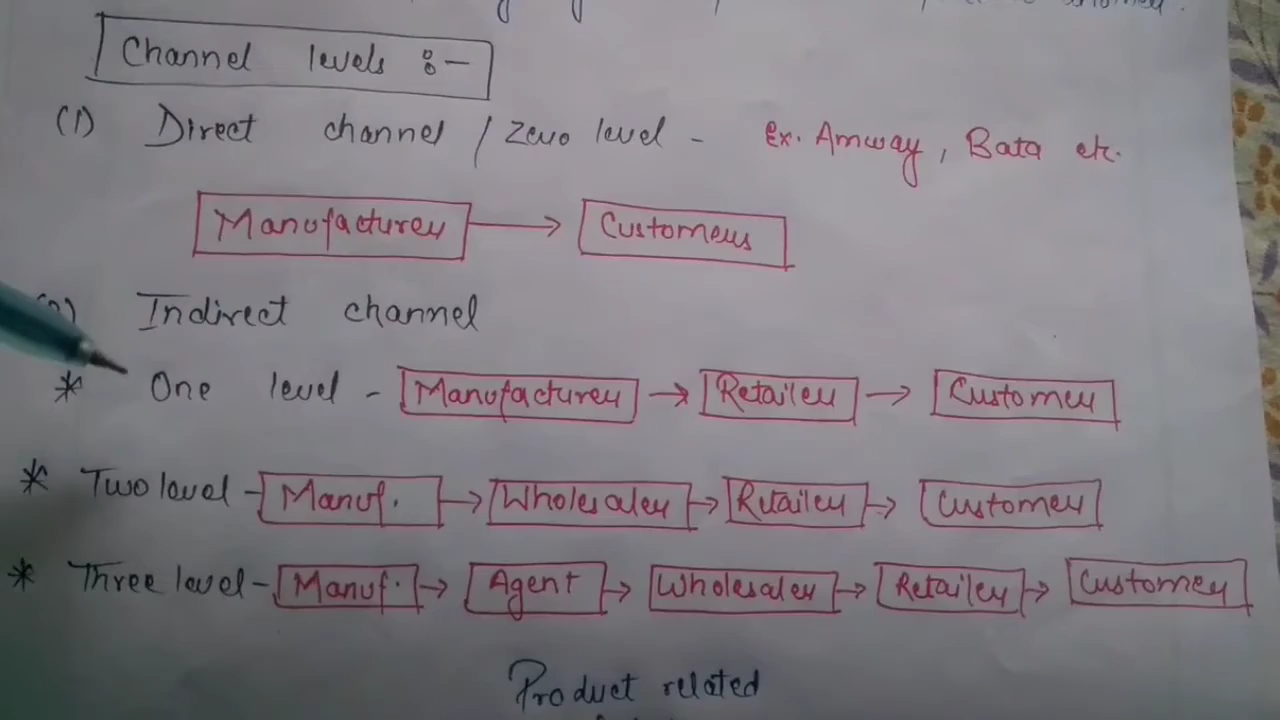 Channel levels :-
(1) Direct channel / Zero level - Ex. Amway, Bata etc.
Manufacturer → Customers
Indirect channel
* One level - Manufacturer → Retailer → Customer
* Two level - Manuf. → Wholesaler → Retailer → Customer
* Three level - Manuf. → Agent → Wholesaler → Retailer → Customer
Product related